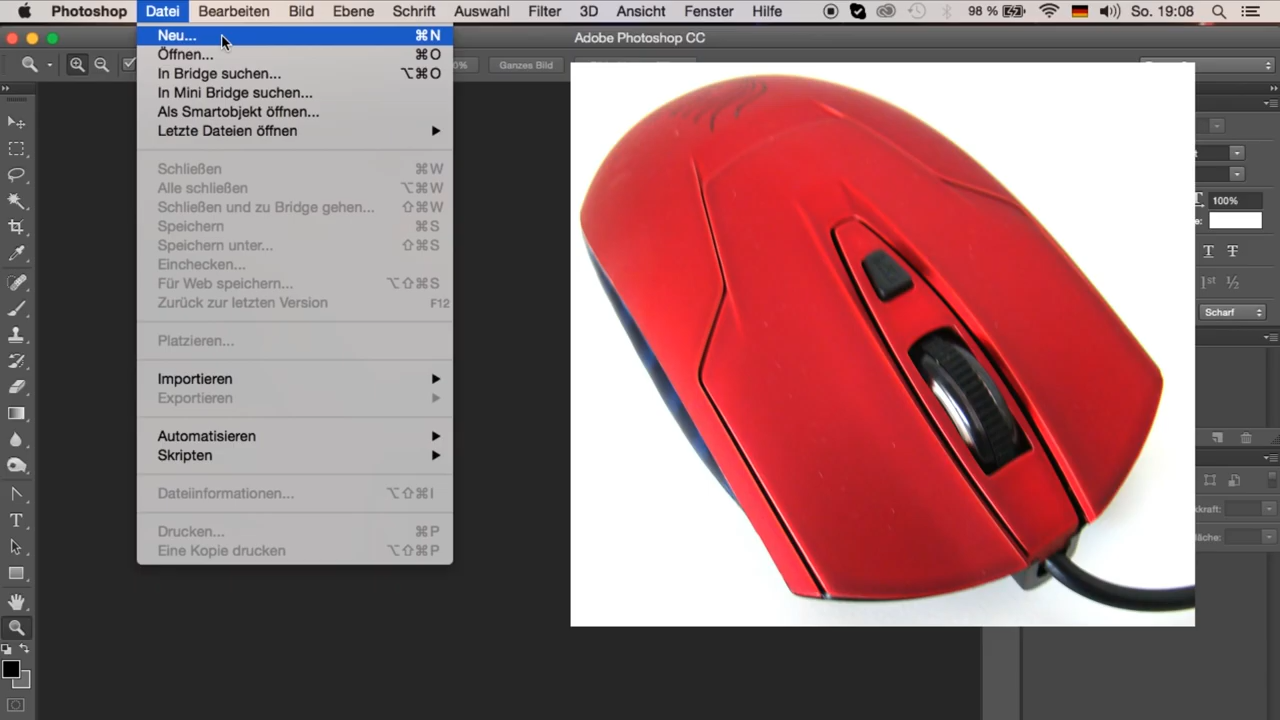 Photoshop Datei Bearbeiten Bild Ebene Schrift Auswahl Filter 3D Ansicht Fenster Hilfe 98 % So. 19:08
Adobe Photoshop CC
Neu... ⌘N
Öffnen... ⌘O
Ganzes Bild
In Bridge suchen... ⌥⌘O
In Mini Bridge suchen...
Als Smartobjekt öffnen...
Letzte Dateien öffnen
Schließen ⌘W
Alle schließen ⌥⌘W
Schließen und zu Bridge gehen... ⇧⌘W
100%
Speichern ⌘S
Speichern unter... ⇧⌘S
T T
Einchecken...
Für Web speichern... ⌥⇧⌘S
1st ½
Zurück zur letzten Version F12
Scharf
Platzieren...
Importieren
Exportieren
Automatisieren
Skripten
Dateiinformationen... ⌥⇧⌘I
Drucken... ⌘P
Eine Kopie drucken ⌥⇧⌘P